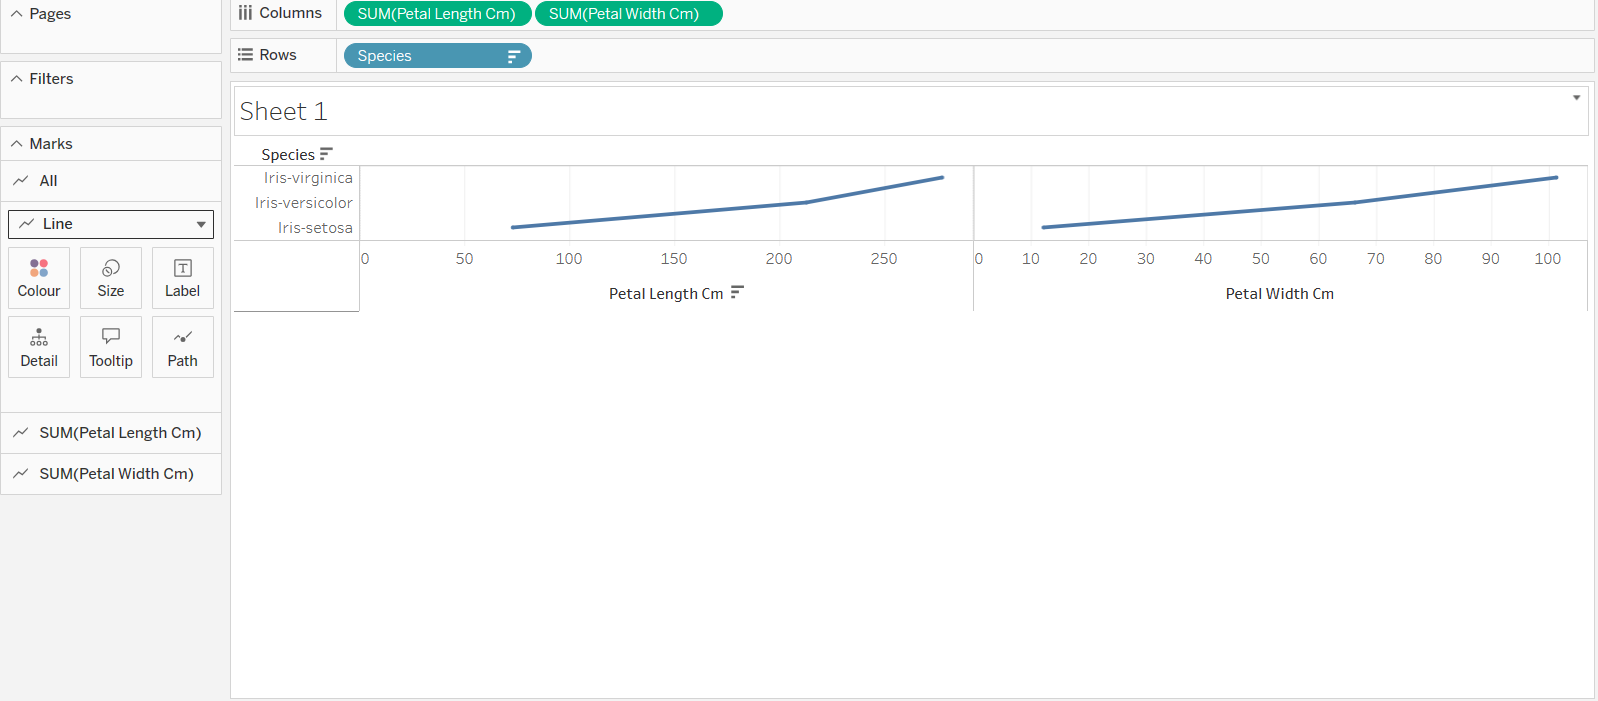 Pages
Filters
Marks
All
Line
Colour
Size
Label
Detail
Tooltip
Path
SUM(Petal Length Cm)
SUM(Petal Width Cm)
Columns
SUM(Petal Length Cm)
SUM(Petal Width Cm)
Rows
Species
Sheet 1
Species
Iris-virginica
Iris-versicolor
Iris-setosa
0 50 100 150 200 250
0 10 20 30 40 50 60 70 80 90 100
Petal Length Cm
Petal Width Cm